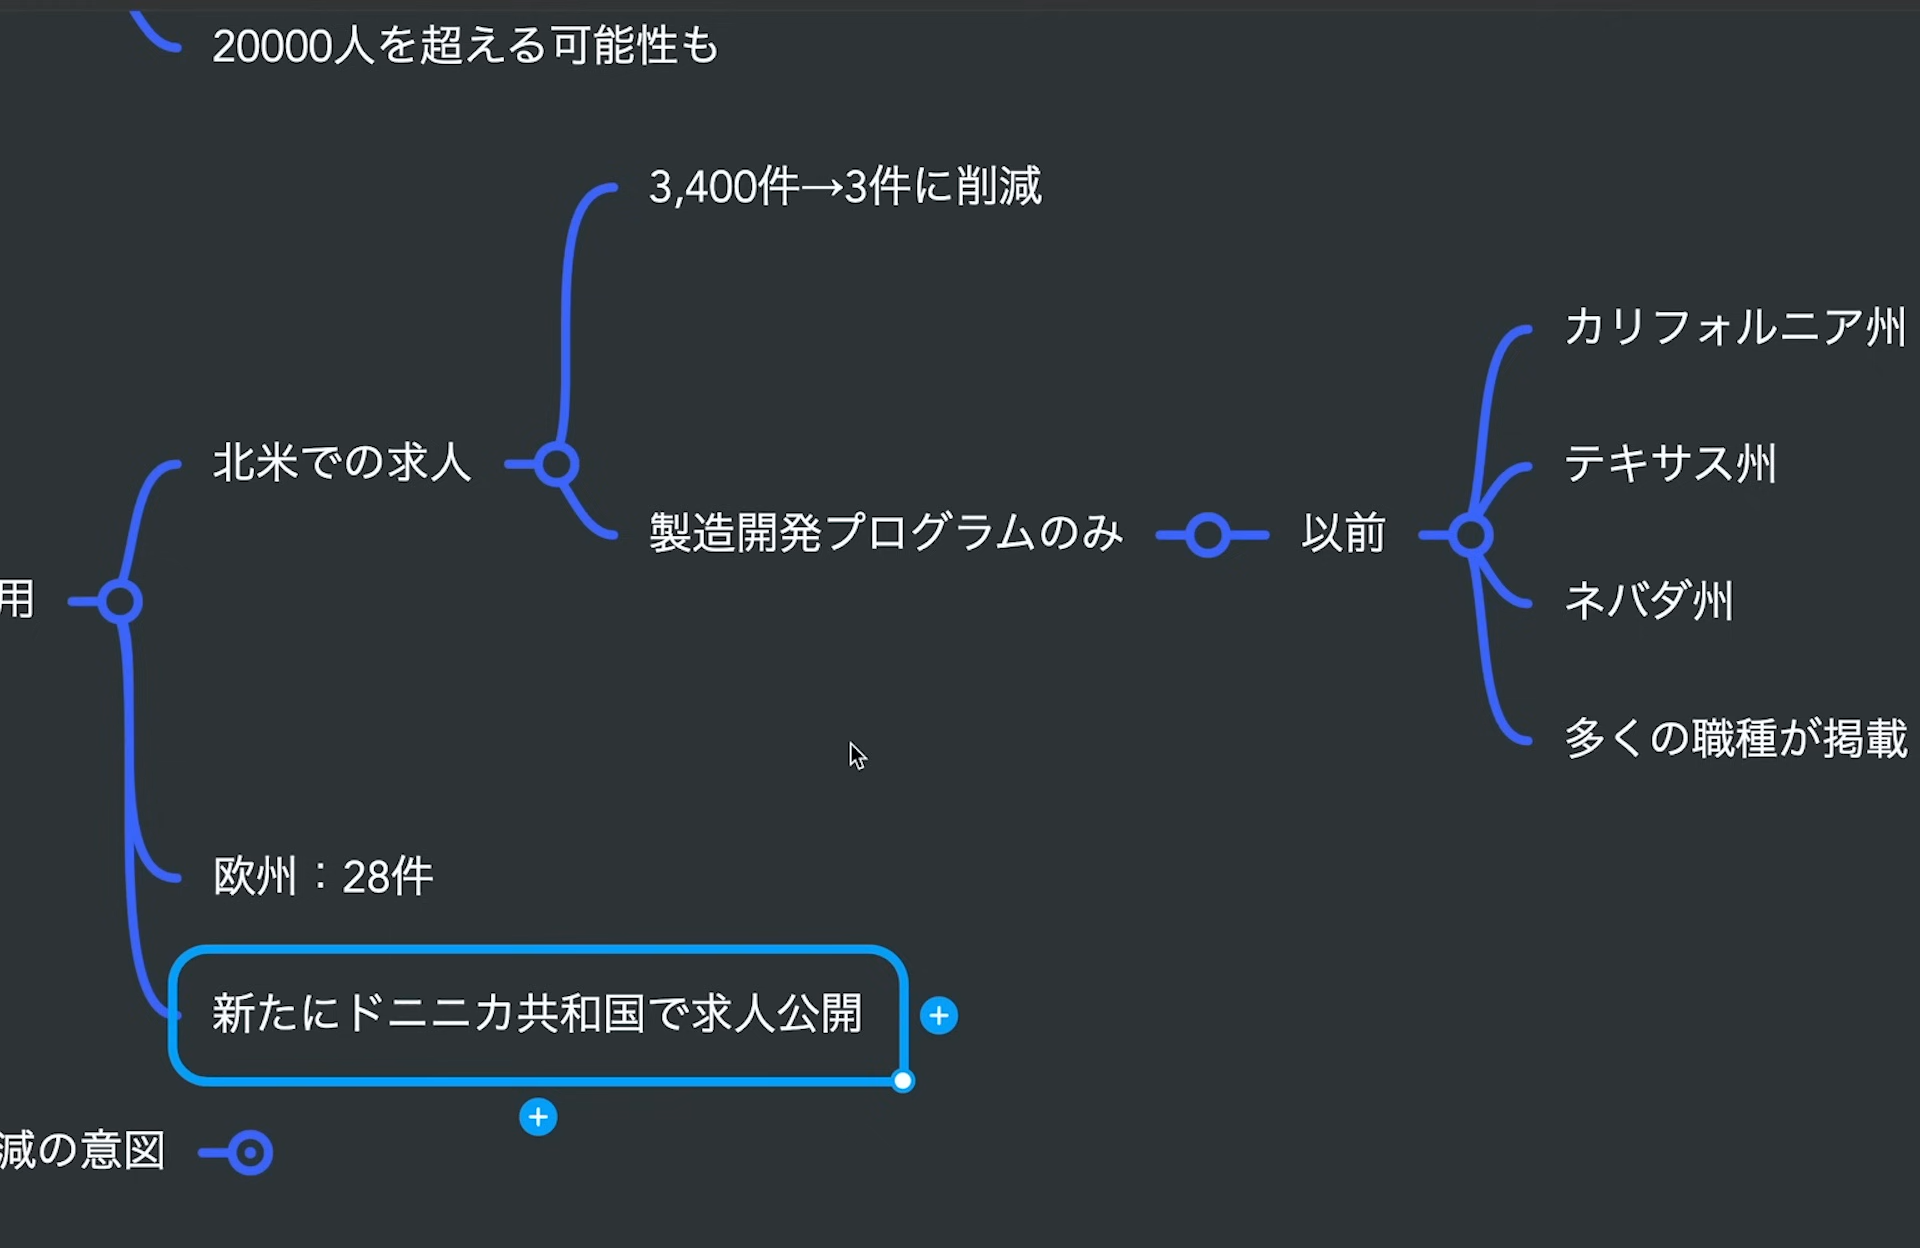 20000人を超える可能性も
3,400件→3件に削減
カリフォルニア州
北米での求人
テキサス州
製造開発プログラムのみ
以前
用
ネバダ州
多くの職種が掲載
欧州：28件
新たにドニニカ共和国で求人公開
減の意図